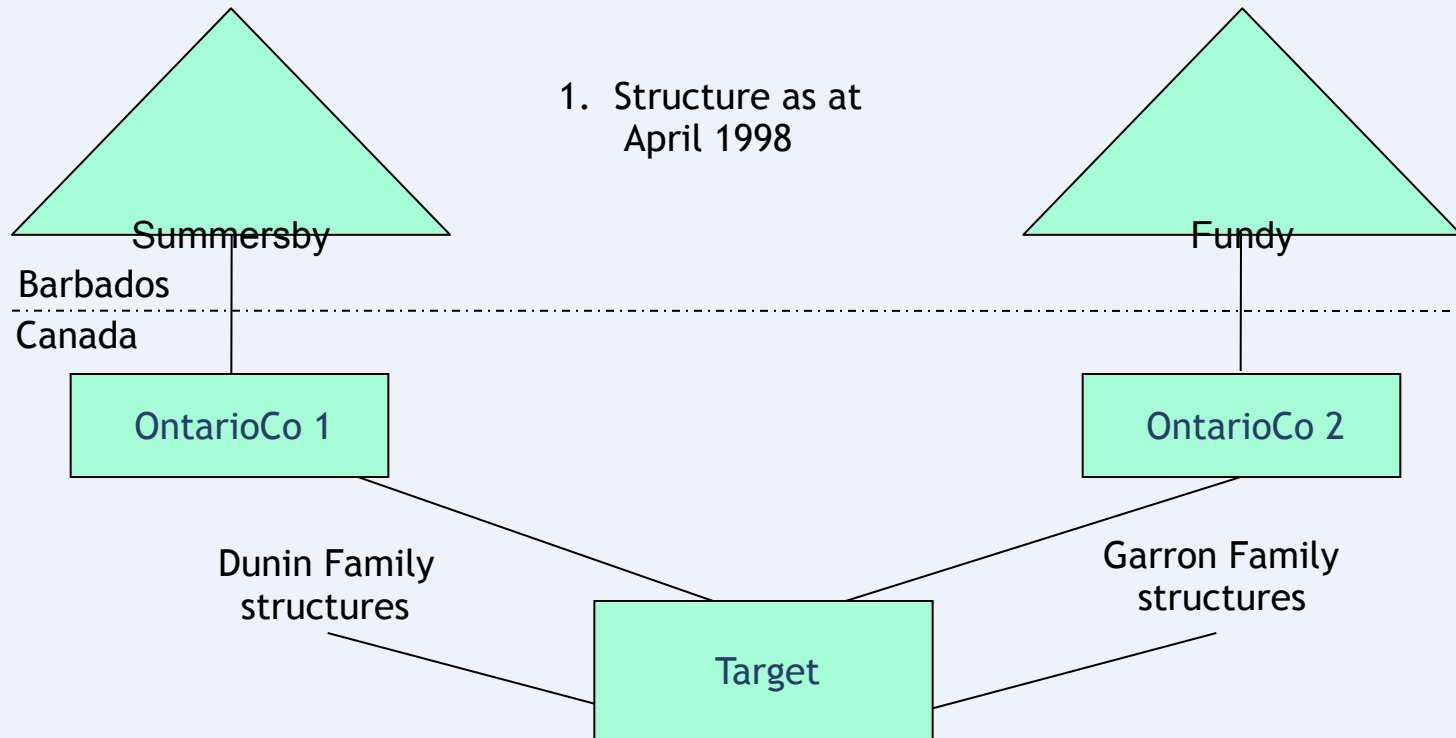 1. Structure as at
April 1998
Summersby
Fundy
Barbados
Canada
OntarioCo 1
OntarioCo 2
Dunin Family
structures
Garron Family
structures
Target